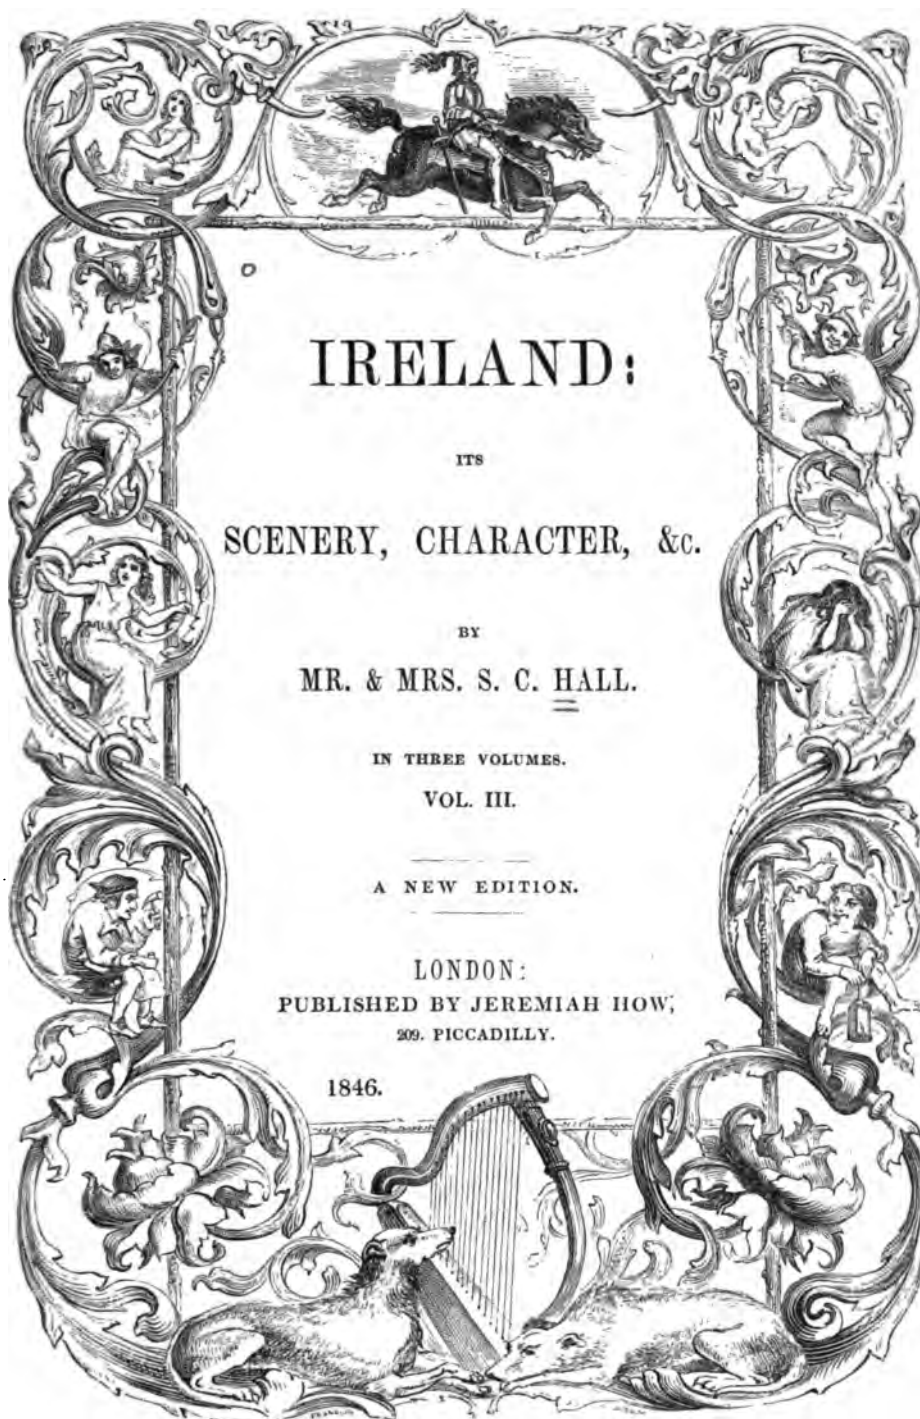 IRELAND:
ITS
SCENERY, CHARACTER, &c.
BY
MR. & MRS. S. C. HALL.
IN THREE VOLUMES.
VOL. III.
A NEW EDITION.
LONDON:
PUBLISHED BY JEREMIAH HOW,
209. PICCADILLY.
1846.